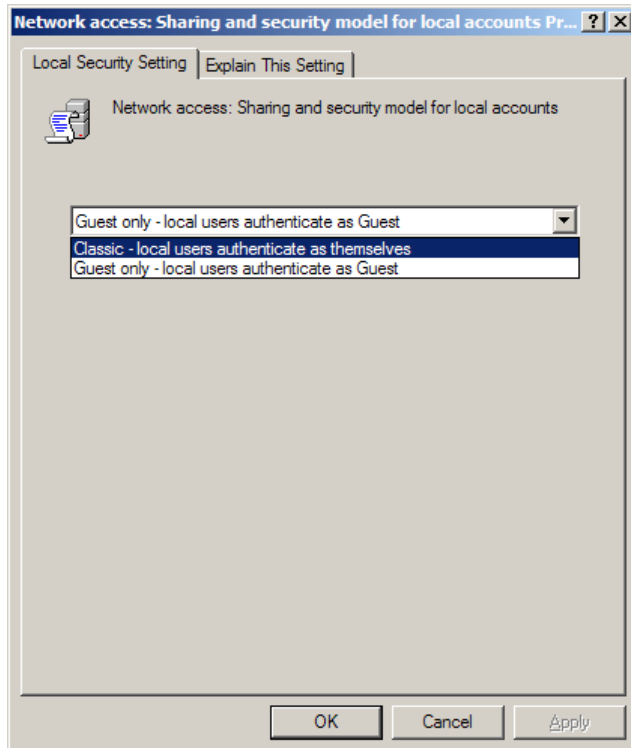 Network access: Sharing and security model for local accounts Pr...
Local Security Setting
Explain This Setting
Network access: Sharing and security model for local accounts
Guest only - local users authenticate as Guest
Classic - local users authenticate as themselves
Guest only - local users authenticate as Guest
OK
Cancel
Apply